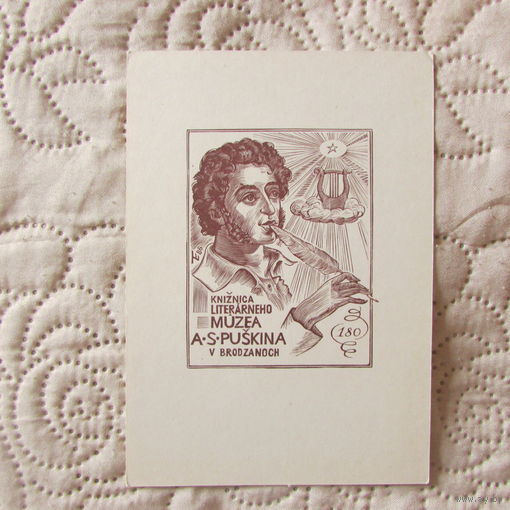 KNIŽNICA
LITERÁRNEHO
MÚZEA
A·S·PUŠKINA
V BRODZANOCH
180